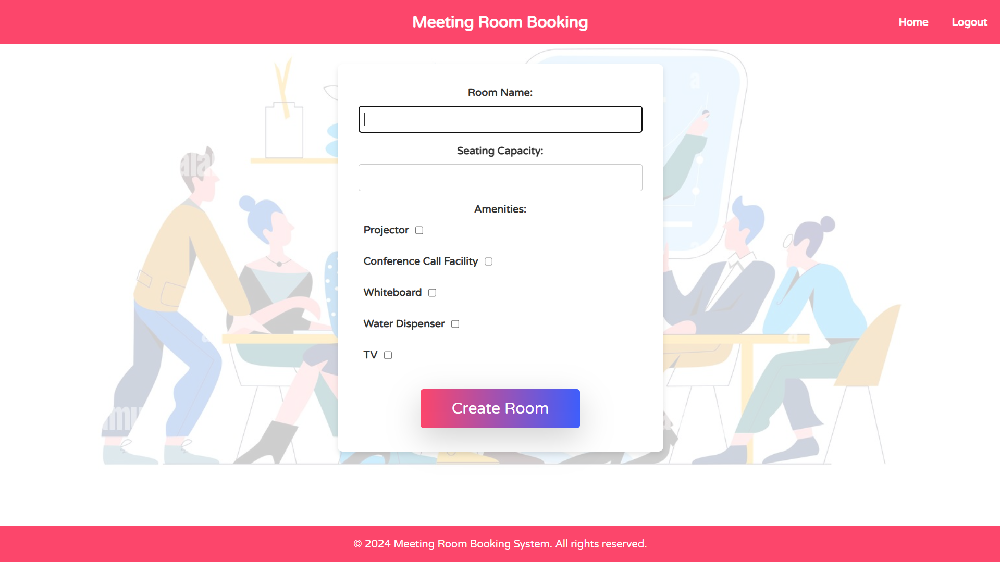 Meeting Room Booking
Home
Logout
Room Name:
Seating Capacity:
Amenities:
Projector
Conference Call Facility
Whiteboard
Water Dispenser
TV
Create Room
© 2024 Meeting Room Booking System. All rights reserved.